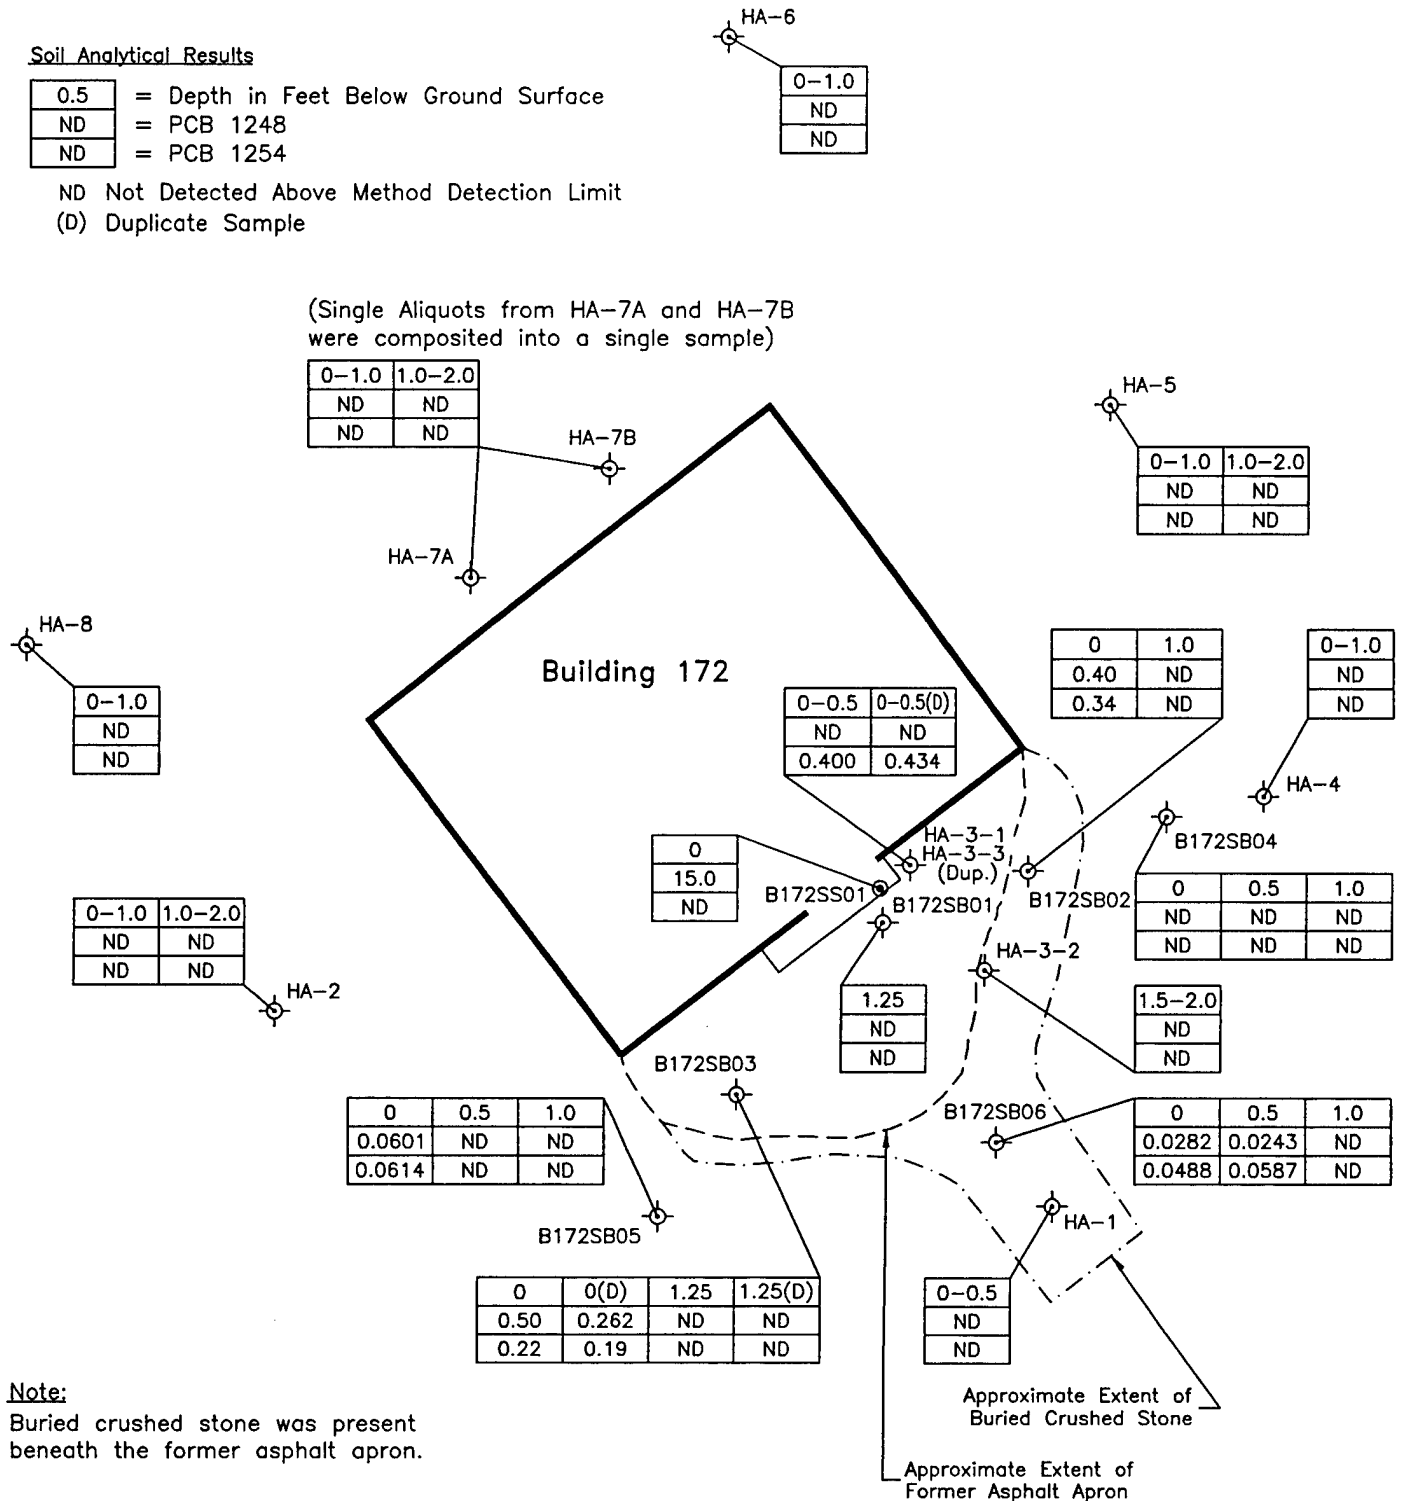 HA-6
0-1.0
ND
ND
Soil Analytical Results
0.5 = Depth in Feet Below Ground Surface
ND = PCB 1248
ND = PCB 1254
ND Not Detected Above Method Detection Limit
(D) Duplicate Sample
(Single Aliquots from HA-7A and HA-7B
were composited into a single sample)
0-1.0 1.0-2.0
ND ND
ND ND
HA-7B
HA-7A
HA-5
0-1.0 1.0-2.0
ND ND
ND ND
HA-8
0-1.0
ND
ND
Building 172
0-0.5 0-0.5(D)
ND ND
0.400 0.434
0 1.0
0.40 ND
0.34 ND
0-1.0
ND
ND
HA-4
HA-3-1
HA-3-3
(Dup.)
0
15.0
ND
B172SS01
B172SB01
B172SB02
B172SB04
0 0.5 1.0
ND ND ND
ND ND ND
0-1.0 1.0-2.0
ND ND
ND ND
HA-2
HA-3-2
1.25
ND
ND
1.5-2.0
ND
ND
B172SB03
0 0.5 1.0
0.0601 ND ND
0.0614 ND ND
B172SB06
0 0.5 1.0
0.0282 0.0243 ND
0.0488 0.0587 ND
B172SB05
HA-1
0 0(D) 1.25 1.25(D)
0.50 0.262 ND ND
0.22 0.19 ND ND
0-0.5
ND
ND
Note:
Buried crushed stone was present
beneath the former asphalt apron.
Approximate Extent of
Buried Crushed Stone
Approximate Extent of
Former Asphalt Apron